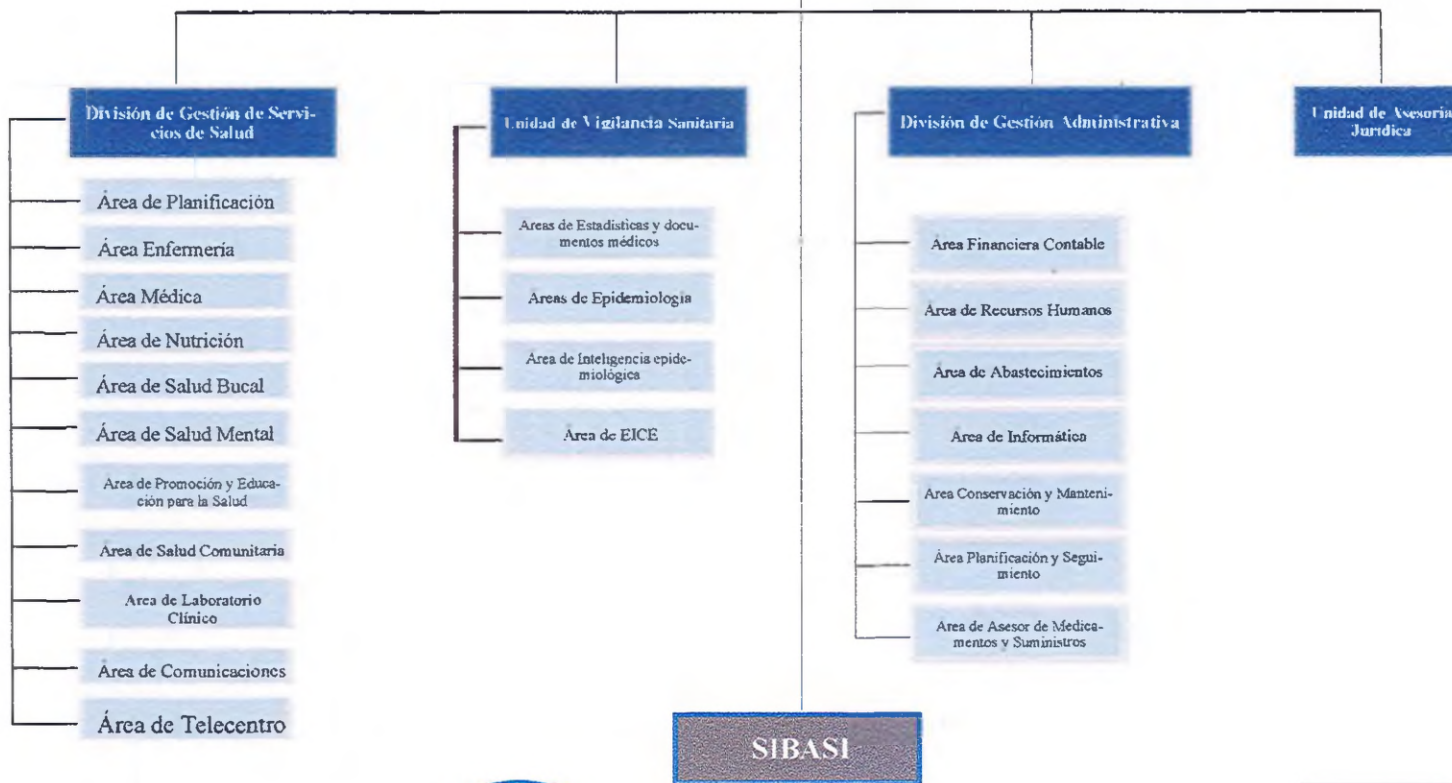 División de Gestión de Servi-
cios de Salud
Área de Planificación
Área Enfermería
Área Médica
Área de Nutrición
Área de Salud Bucal
Área de Salud Mental
Área de Promoción y Educa-
ción para la Salud
Área de Salud Comunitaria
Area de Laboratorio
Clínico
Área de Comunicaciones
Área de Telecentro
Unidad de Vigilancia Sanitaria
Areas de Estadísticas y docu-
mentos médicos
Áreas de Epidemiología
Área de Inteligencia epide-
miológica
Área de EICE
División de Gestión Administrativa
Área Financiera Contable
Área de Recursos Humanos
Área de Abastecimientos
Área de Informática
Area Conservación y Manteni-
miento
Área Planificación y Segui-
miento
Area de Asesor de Medica-
mentos y Suministros
Unidad de Asesoria
Jurídica
SIBASI